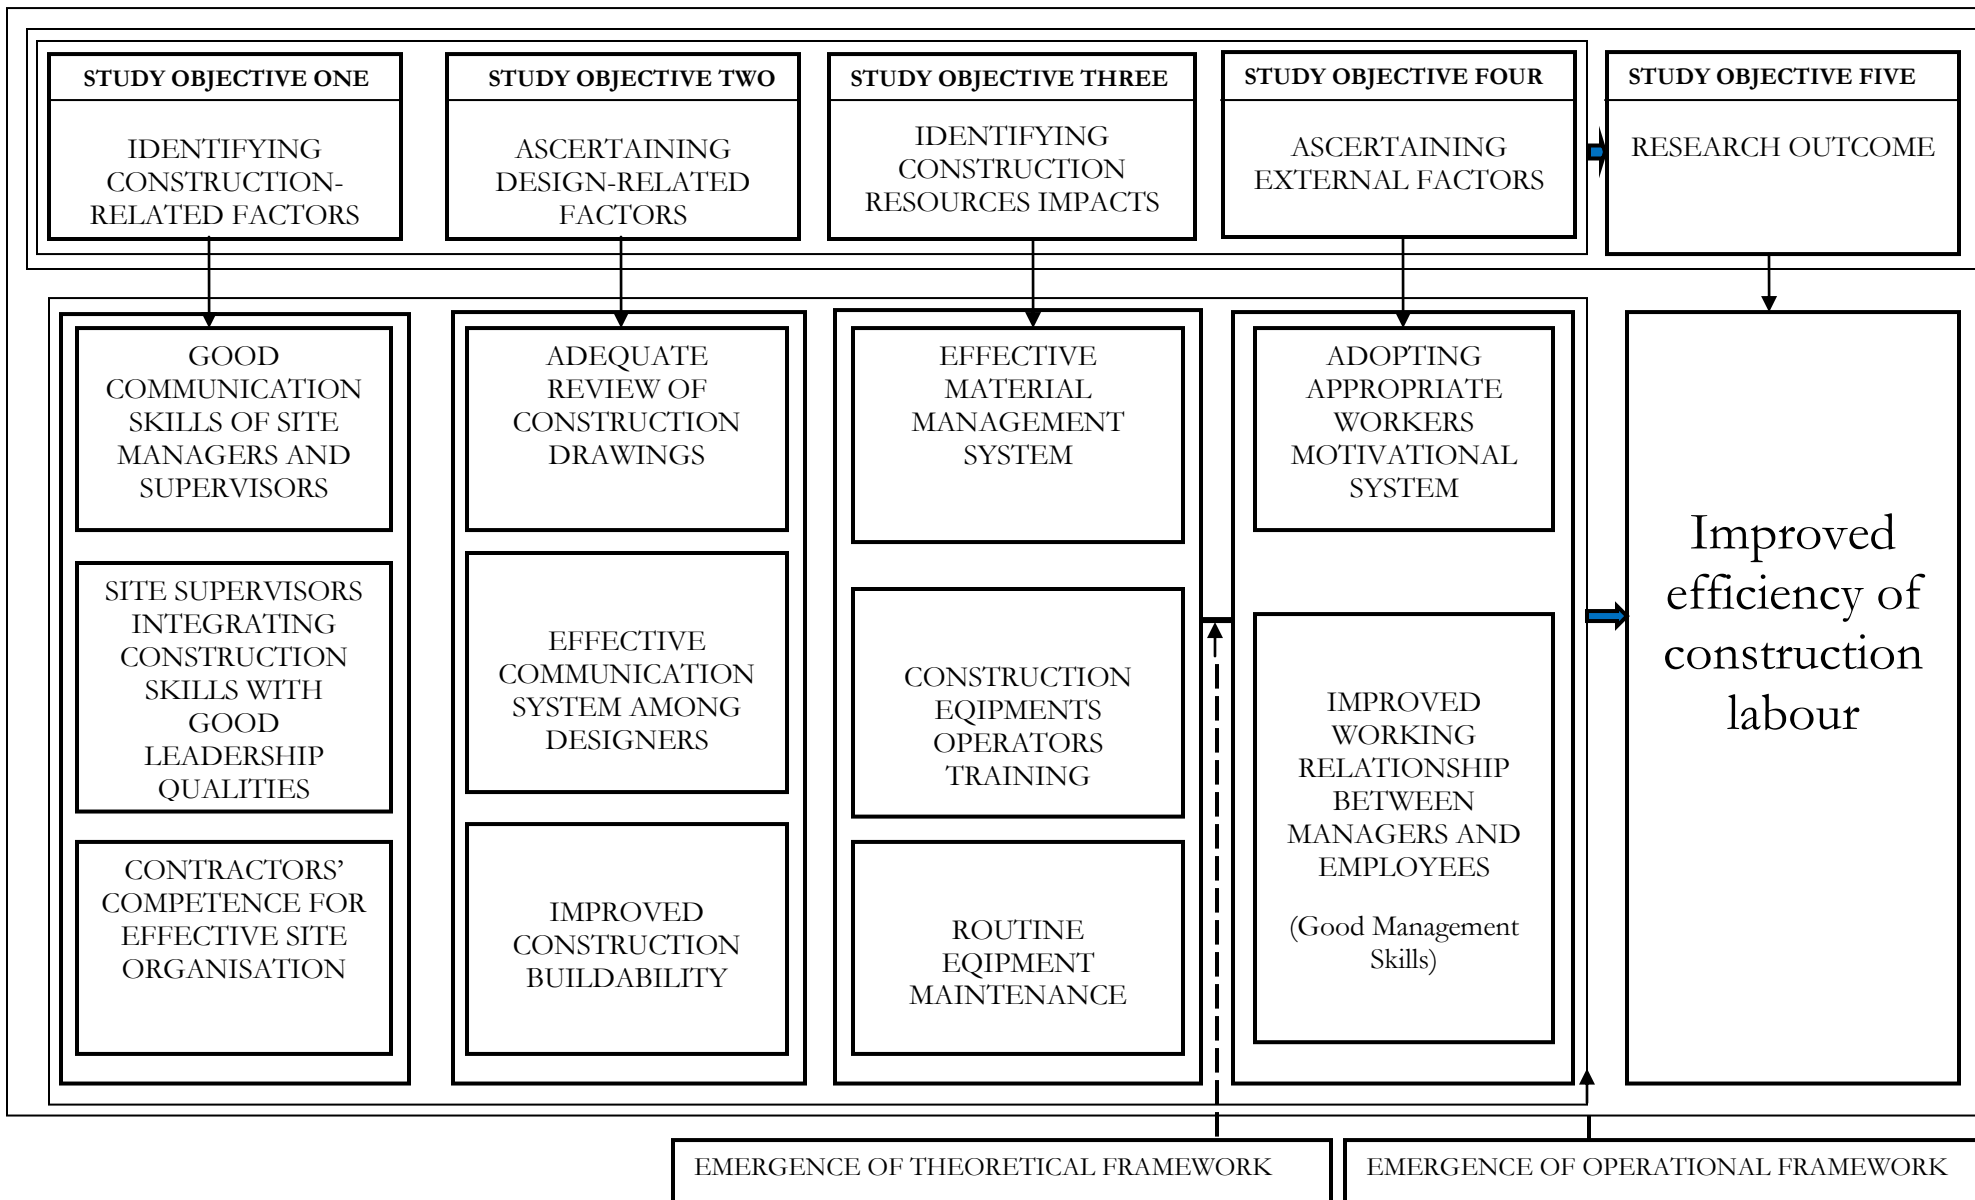 STUDY OBJECTIVE ONE
IDENTIFYING
CONSTRUCTION-
RELATED FACTORS
STUDY OBJECTIVE TWO
ASCERTAINING
DESIGN-RELATED
FACTORS
STUDY OBJECTIVE THREE
IDENTIFYING
CONSTRUCTION
RESOURCES IMPACTS
STUDY OBJECTIVE FOUR
ASCERTAINING
EXTERNAL FACTORS
STUDY OBJECTIVE FIVE
RESEARCH OUTCOME
GOOD
COMMUNICATION
SKILLS OF SITE
MANAGERS AND
SUPERVISORS
SITE SUPERVISORS
INTEGRATING
CONSTRUCTION
SKILLS WITH
GOOD
LEADERSHIP
QUALITIES
CONTRACTORS’
COMPETENCE FOR
EFFECTIVE SITE
ORGANISATION
ADEQUATE
REVIEW OF
CONSTRUCTION
DRAWINGS
EFFECTIVE
COMMUNICATION
SYSTEM AMONG
DESIGNERS
IMPROVED
CONSTRUCTION
BUILDABILITY
EFFECTIVE
MATERIAL
MANAGEMENT
SYSTEM
CONSTRUCTION
EQIPMENTS
OPERATORS
TRAINING
ROUTINE
EQIPMENT
MAINTENANCE
ADOPTING
APPROPRIATE
WORKERS
MOTIVATIONAL
SYSTEM
IMPROVED
WORKING
RELATIONSHIP
BETWEEN
MANAGERS AND
EMPLOYEES
(Good Management
Skills)
Improved
efficiency of
construction
labour
EMERGENCE OF THEORETICAL FRAMEWORK
EMERGENCE OF OPERATIONAL FRAMEWORK